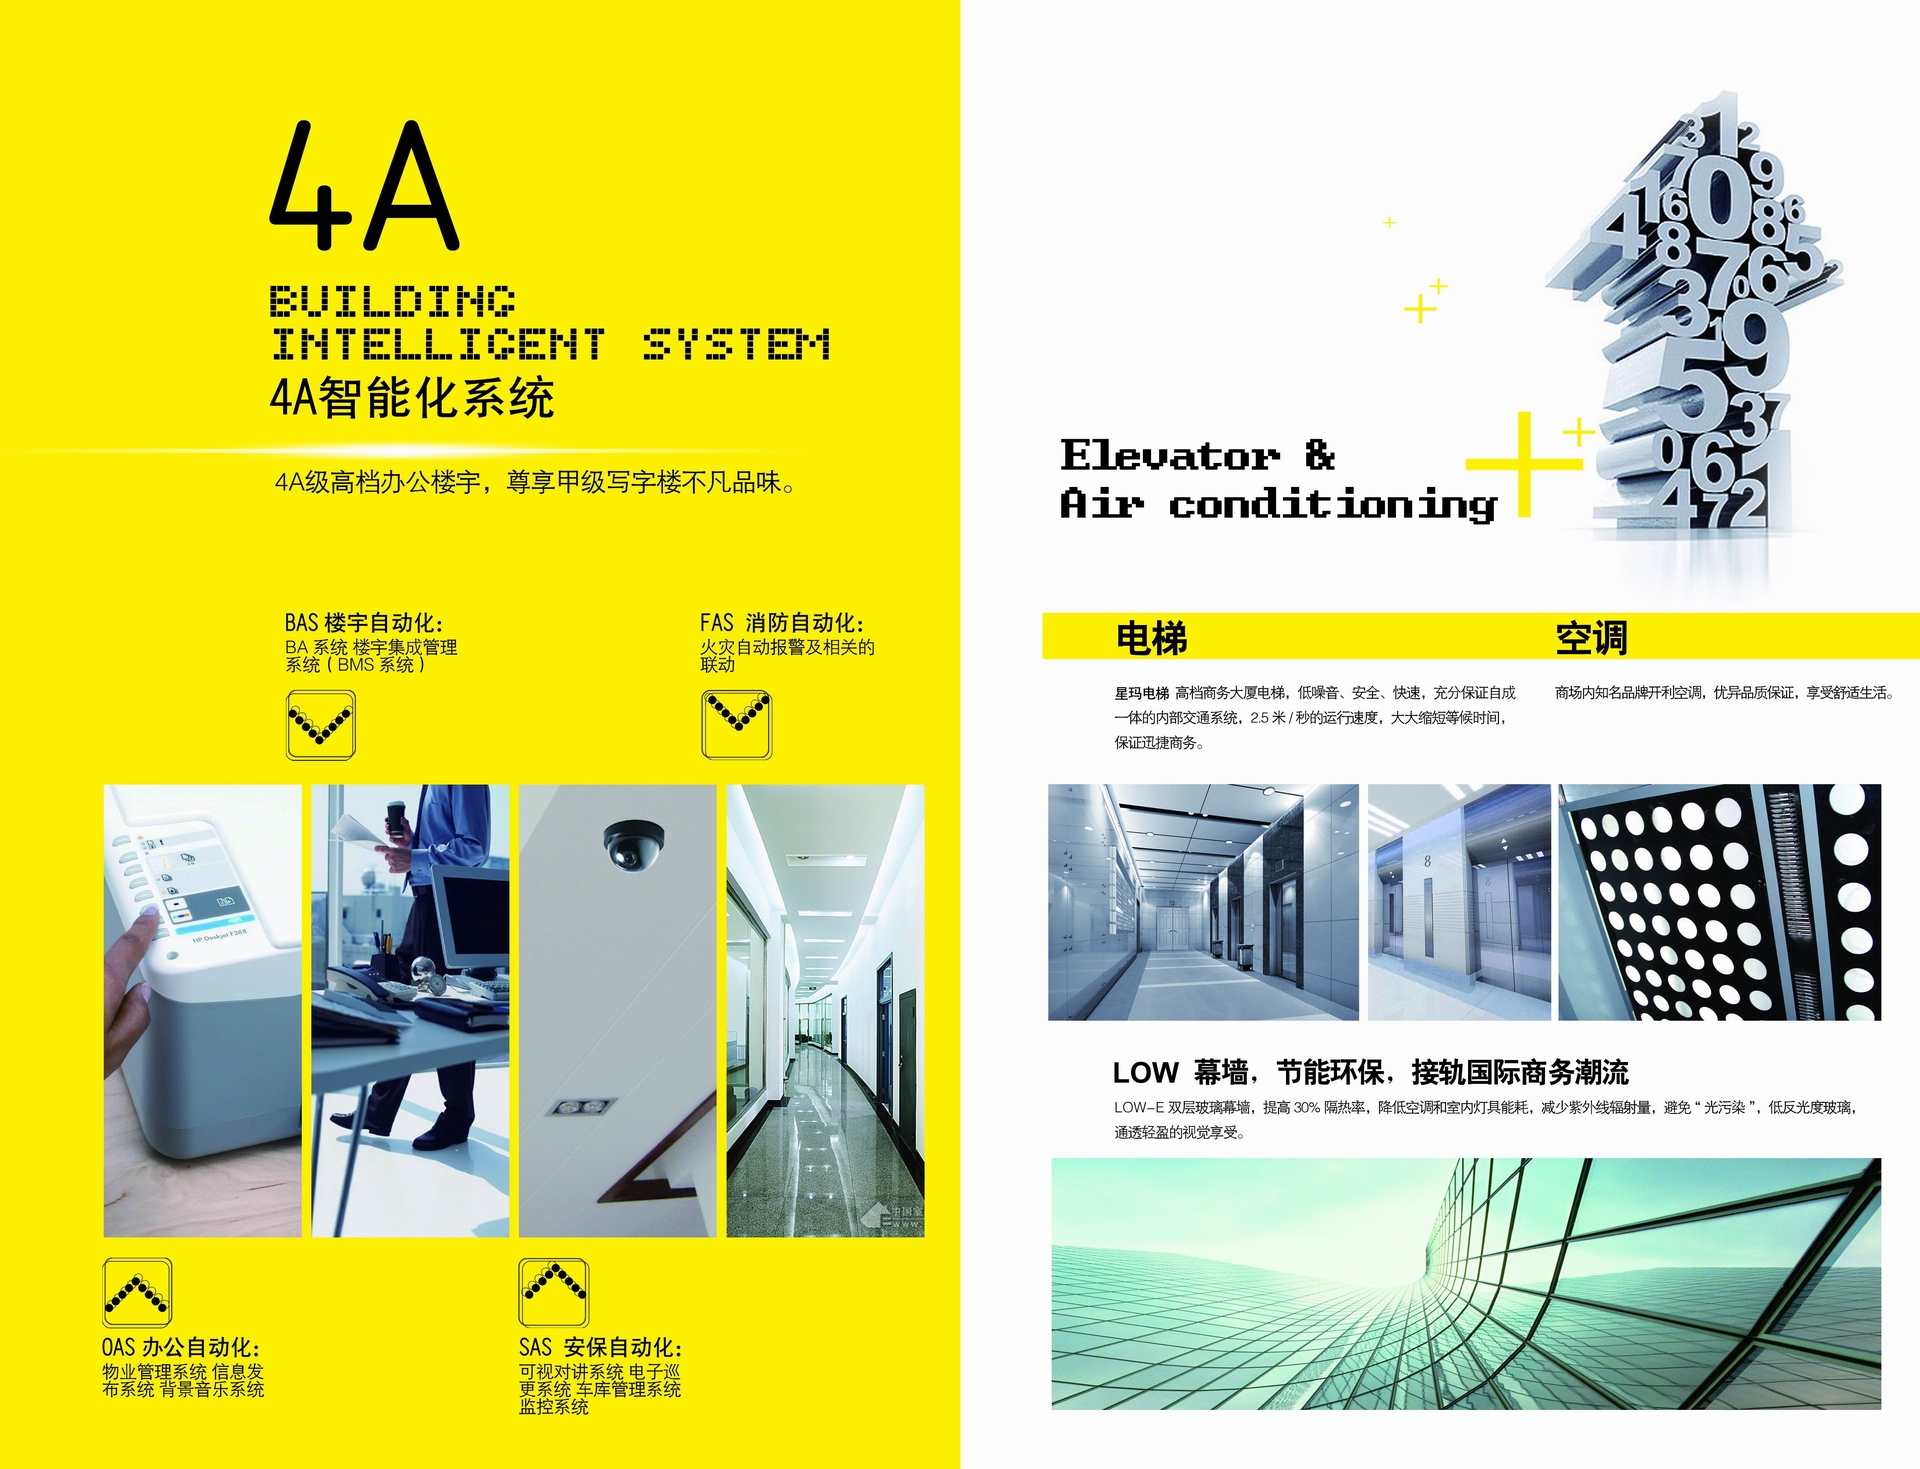 4A
BUILDING
INTELLIGENT SYSTEM
4A智能化系统
4A级高档办公楼宇，尊享甲级写字楼不凡品味。
BAS 楼宇自动化：
BA 系统 楼宇集成管理
系统（BMS 系统）
FAS 消防自动化：
火灾自动报警及相关的
联动
HP Deskjet F388
中国室
www.
OAS 办公自动化：
物业管理系统 信息发
布系统 背景音乐系统
SAS 安保自动化：
可视对讲系统 电子巡
更系统 车库管理系统
监控系统
Elevator &
Air conditioning
电梯
星玛电梯 高档商务大厦电梯，低噪音、安全、快速，充分保证自成
一体的内部交通系统，2.5 米 / 秒的运行速度，大大缩短等候时间，
保证迅捷商务。
空调
商场内知名品牌开利空调，优异品质保证，享受舒适生活。
8
8
LOW 幕墙，节能环保，接轨国际商务潮流
LOW-E 双层玻璃幕墙，提高 30% 隔热率，降低空调和室内灯具能耗，减少紫外线辐射量，避免 “ 光污染 ”，低反光度玻璃，
通透轻盈的视觉享受。